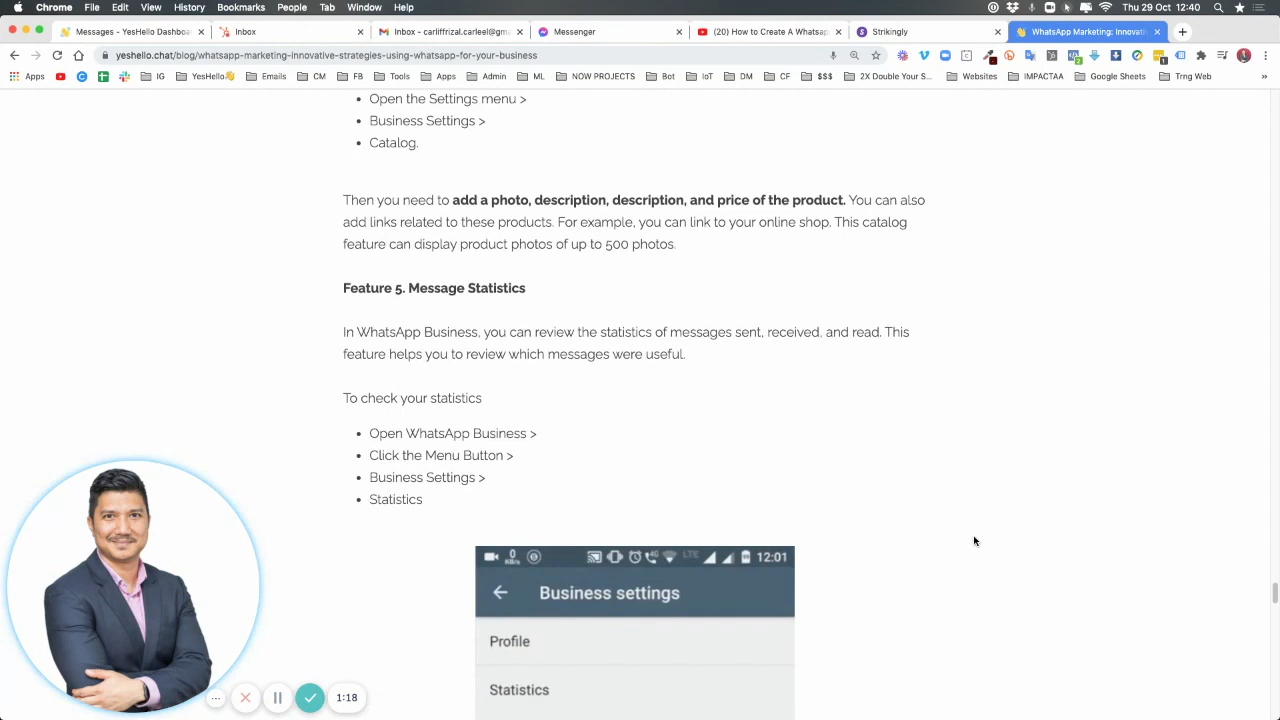 Chrome File Edit View History Bookmarks People Tab Window Help Thu 29 Oct 12:40
Messages - YesHello Dashboa
Inbox
Inbox - carliffrizal.carleel@gm
Messenger
(20) How to Create A Whatsap
Strikingly
WhatsApp Marketing: Innovati
yeshello.chat/blog/whatsapp-marketing-innovative-strategies-using-whatsapp-for-your-business
Apps IG YesHello👋 Emails CM FB Tools Apps Admin ML NOW PROJECTS Bot IoT DM CF $$$ 2X Double Your S... Websites IMPACTAA Google Sheets Trng Web »
• Open the Settings menu >
• Business Settings >
• Catalog.
Then you need to add a photo, description, description, and price of the product. You can also
add links related to these products. For example, you can link to your online shop. This catalog
feature can display product photos of up to 500 photos.
Feature 5. Message Statistics
In WhatsApp Business, you can review the statistics of messages sent, received, and read. This
feature helps you to review which messages were useful.
To check your statistics
• Open WhatsApp Business >
• Click the Menu Button >
• Business Settings >
• Statistics
0 KB/s 4G LTE 12:01
Business settings
Profile
Statistics
1:18